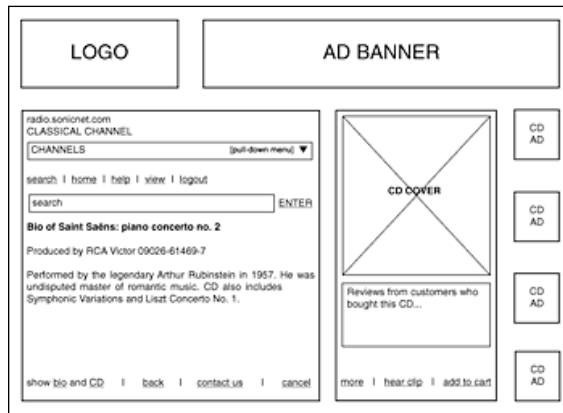 LOGO
AD BANNER
radio.sonicnet.com
CLASSICAL CHANNEL
CHANNELS [pull-down menu] ▼
search | home | help | view | logout
search ENTER
Bio of Saint Saëns: piano concerto no. 2
Produced by RCA Victor 09026-61469-7
Performed by the legendary Arthur Rubinstein in 1957. He was
undisputed master of romantic music. CD also includes
Symphonic Variations and Liszt Concerto No. 1.
show bio and CD | back | contact us | cancel
CD COVER
Reviews from customers who
bought this CD...
more | hear clip | add to cart
CD
AD
CD
AD
CD
AD
CD
AD